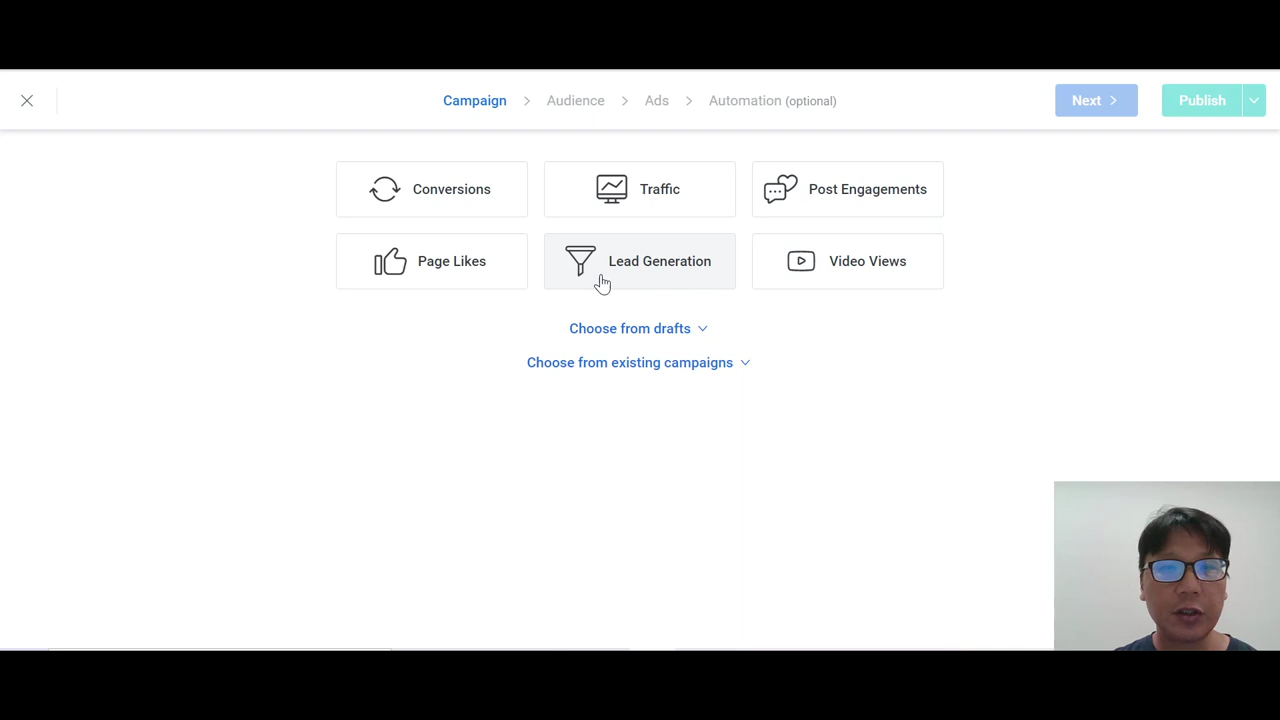 Campaign > Audience > Ads > Automation (optional)
Next >
Publish
Conversions
Traffic
Post Engagements
Page Likes
Lead Generation
Video Views
Choose from drafts
Choose from existing campaigns